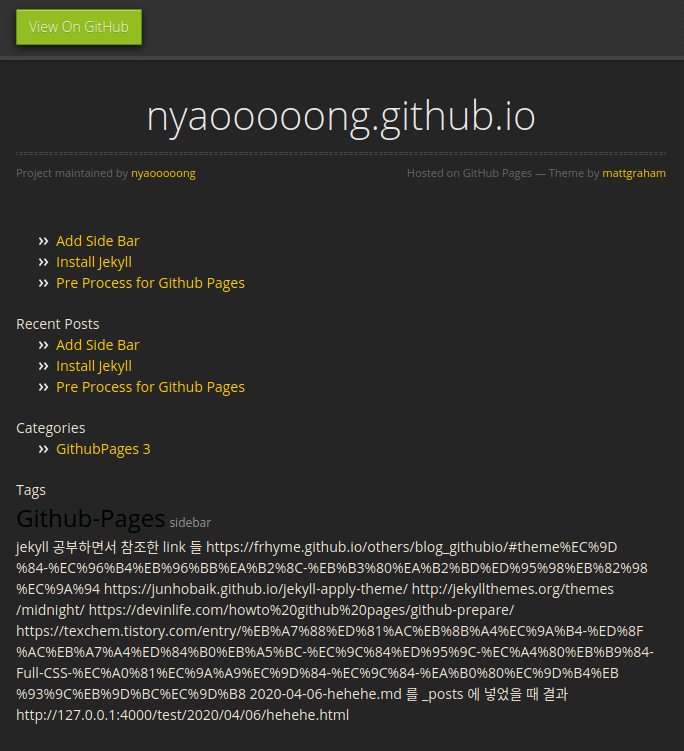 View On GitHub
nyaooooong.github.io
Project maintained by nyaooooong
Hosted on GitHub Pages — Theme by mattgraham
›› Add Side Bar
›› Install Jekyll
›› Pre Process for Github Pages
Recent Posts
›› Add Side Bar
›› Install Jekyll
›› Pre Process for Github Pages
Categories
›› GithubPages 3
Tags
Github-Pages sidebar
jekyll 공부하면서 참조한 link 들 https://frhyme.github.io/others/blog_githubio/#theme%EC%9D
%84-%EC%96%B4%EB%96%BB%EA%B2%8C-%EB%B3%80%EA%B2%BD%ED%95%98%EB%82%98
%EC%9A%94 https://junhobaik.github.io/jekyll-apply-theme/ http://jekyllthemes.org/themes
/midnight/ https://devinlife.com/howto%20github%20pages/github-prepare/
https://texchem.tistory.com/entry/%EB%A7%88%ED%81%AC%EB%8B%A4%EC%9A%B4-%ED%8F
%AC%EB%A7%A4%ED%84%B0%EB%A5%BC-%EC%9C%84%ED%95%9C-%EC%A4%80%EB%B9%84-
Full-CSS-%EC%A0%81%EC%9A%A9%EC%9D%84-%EC%9C%84-%EA%B0%80%EC%9D%B4%EB
%93%9C%EB%9D%BC%EC%9D%B8 2020-04-06-hehehe.md 를 _posts 에 넣었을 때 결과
http://127.0.0.1:4000/test/2020/04/06/hehehe.html